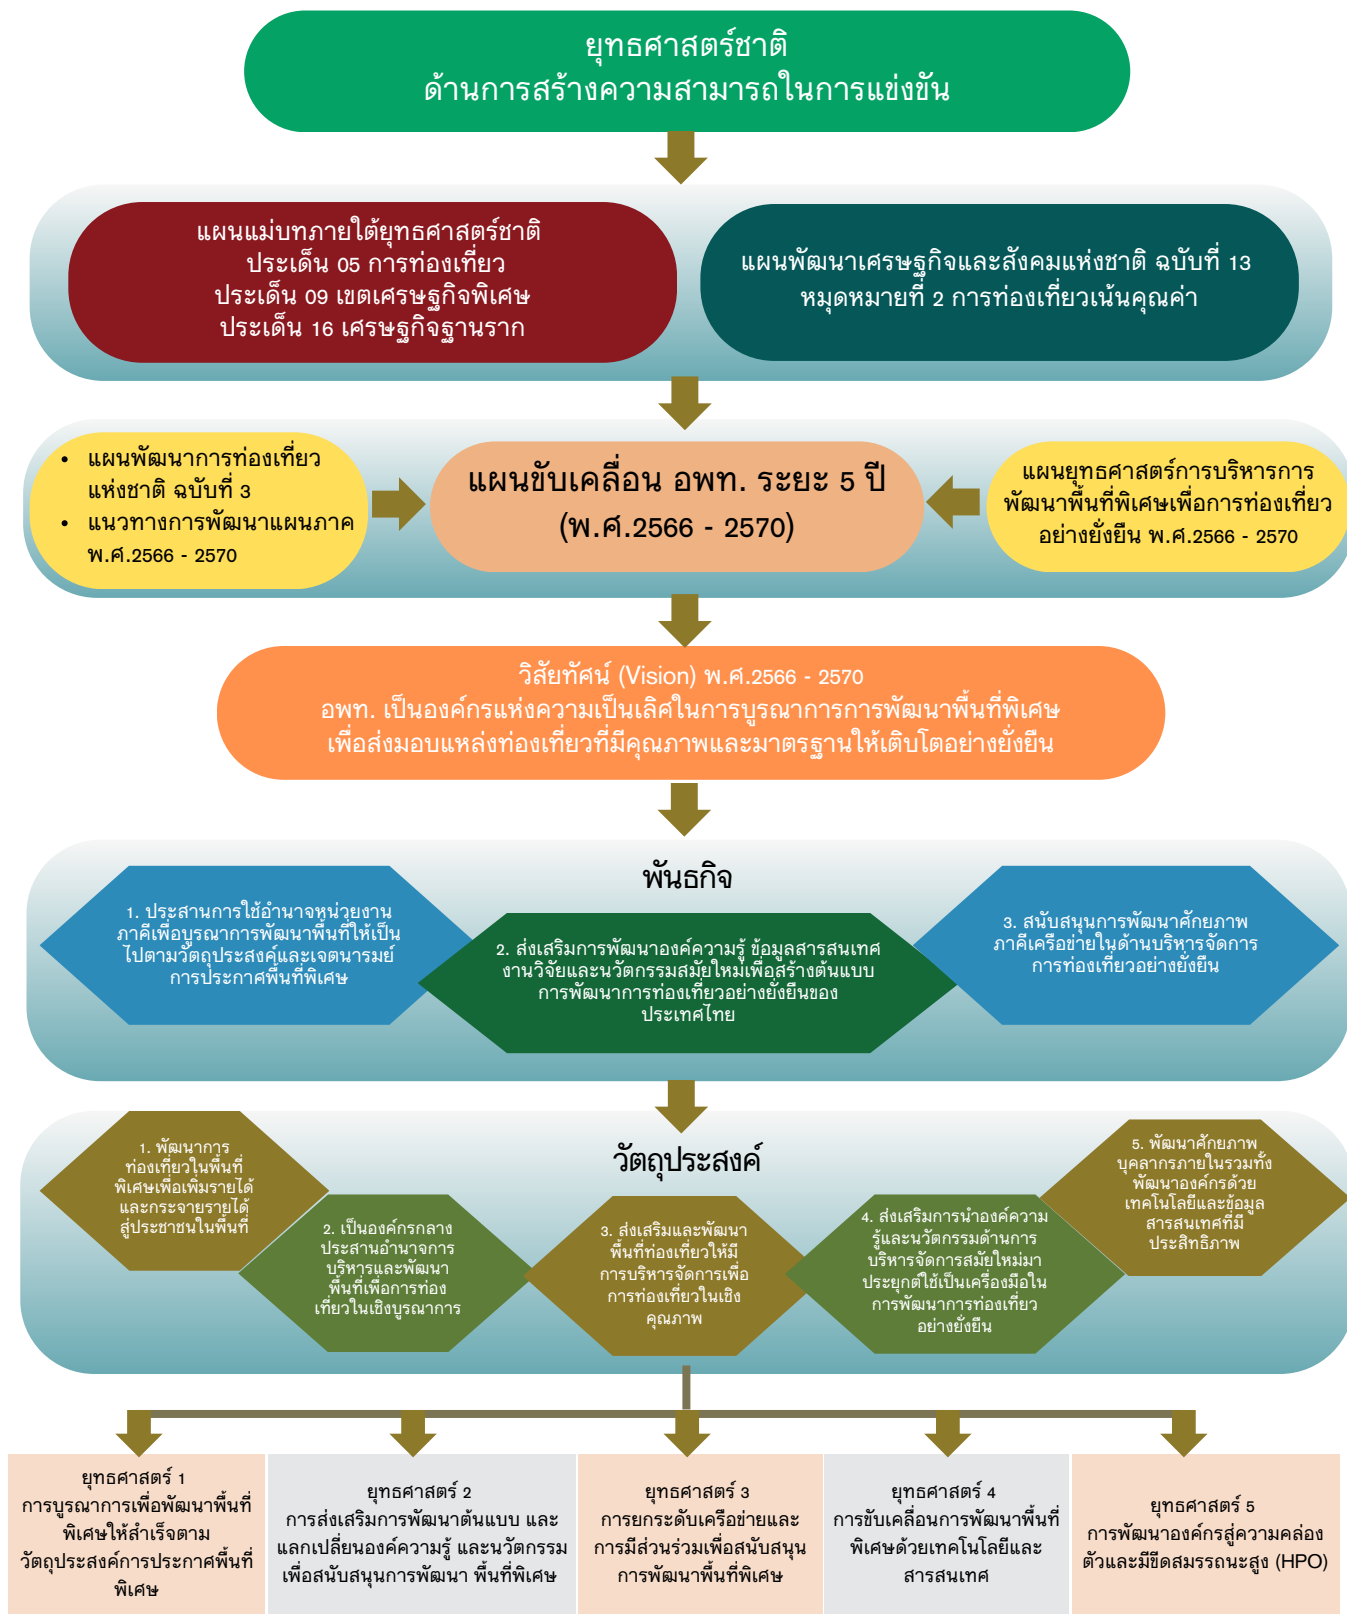 ยุทธศาสตร์ชาติ
ด้านการสร้างความสามารถในการแข่งขัน
แผนแม่บทภายใต้ยุทธศาสตร์ชาติ
ประเด็น 05 การท่องเที่ยว
ประเด็น 09 เขตเศรษฐกิจพิเศษ
ประเด็น 16 เศรษฐกิจฐานราก
แผนพัฒนาเศรษฐกิจและสังคมแห่งชาติ ฉบับที่ 13
หมุดหมายที่ 2 การท่องเที่ยวเน้นคุณค่า
• แผนพัฒนาการท่องเที่ยว
แห่งชาติ ฉบับที่ 3
• แนวทางการพัฒนาแผนภาค
พ.ศ.2566 - 2570
แผนขับเคลื่อน อพท. ระยะ 5 ปี
(พ.ศ.2566 - 2570)
แผนยุทธศาสตร์การบริหารการ
พัฒนาพื้นที่พิเศษเพื่อการท่องเที่ยว
อย่างยั่งยืน พ.ศ.2566 - 2570
วิสัยทัศน์ (Vision) พ.ศ.2566 - 2570
อพท. เป็นองค์กรแห่งความเป็นเลิศในการบูรณาการการพัฒนาพื้นที่พิเศษ
เพื่อส่งมอบแหล่งท่องเที่ยวที่มีคุณภาพและมาตรฐานให้เติบโตอย่างยั่งยืน
พันธกิจ
1. ประสานการใช้อำนาจหน่วยงาน
ภาคีเพื่อบูรณาการพัฒนาพื้นที่ให้เป็น
ไปตามวัตถุประสงค์และเจตนารมย์
การประกาศพื้นที่พิเศษ
2. ส่งเสริมการพัฒนาองค์ความรู้ ข้อมูลสารสนเทศ
งานวิจัยและนวัตกรรมสมัยใหม่เพื่อสร้างต้นแบบ
การพัฒนาการท่องเที่ยวอย่างยั่งยืนของ
ประเทศไทย
3. สนับสนุนการพัฒนาศักยภาพ
ภาคีเครือข่ายในด้านบริหารจัดการ
การท่องเที่ยวอย่างยั่งยืน
วัตถุประสงค์
1. พัฒนาการ
ท่องเที่ยวในพื้นที่
พิเศษเพื่อเพิ่มรายได้
และกระจายรายได้
สู่ประชาชนในพื้นที่
2. เป็นองค์กรกลาง
ประสานอำนาจการ
บริหารและพัฒนา
พื้นที่เพื่อการท่อง
เที่ยวในเชิงบูรณาการ
3. ส่งเสริมและพัฒนา
พื้นที่ท่องเที่ยวให้มี
การบริหารจัดการเพื่อ
การท่องเที่ยวในเชิง
คุณภาพ
4. ส่งเสริมการนำองค์ความ
รู้และนวัตกรรมด้านการ
บริหารจัดการสมัยใหม่มา
ประยุกต์ใช้เป็นเครื่องมือใน
การพัฒนาการท่องเที่ยว
อย่างยั่งยืน
5. พัฒนาศักยภาพ
บุคลากรภายในรวมทั้ง
พัฒนาองค์กรด้วย
เทคโนโลยีและข้อมูล
สารสนเทศที่มี
ประสิทธิภาพ
ยุทธศาสตร์ 1
การบูรณาการเพื่อพัฒนาพื้นที่
พิเศษให้สำเร็จตาม
วัตถุประสงค์การประกาศพื้นที่
พิเศษ
ยุทธศาสตร์ 2
การส่งเสริมการพัฒนาต้นแบบ และ
แลกเปลี่ยนองค์ความรู้ และนวัตกรรม
เพื่อสนับสนุนการพัฒนา พื้นที่พิเศษ
ยุทธศาสตร์ 3
การยกระดับเครือข่ายและ
การมีส่วนร่วมเพื่อสนับสนุน
การพัฒนาพื้นที่พิเศษ
ยุทธศาสตร์ 4
การขับเคลื่อนการพัฒนาพื้นที่
พิเศษด้วยเทคโนโลยีและ
สารสนเทศ
ยุทธศาสตร์ 5
การพัฒนาองค์กรสู่ความคล่อง
ตัวและมีขีดสมรรถนะสูง (HPO)